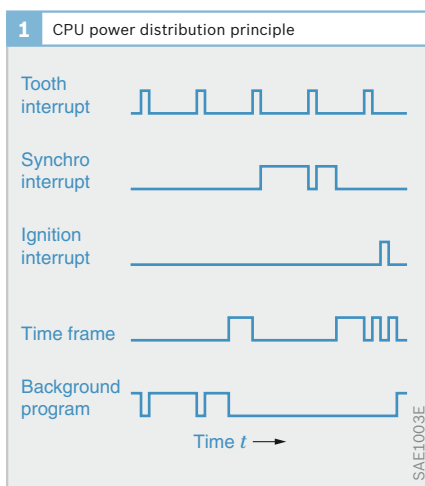 1 CPU power distribution principle
Tooth
interrupt
Synchro
interrupt
Ignition
interrupt
Time frame
Background
program
Time t
SAE1003E